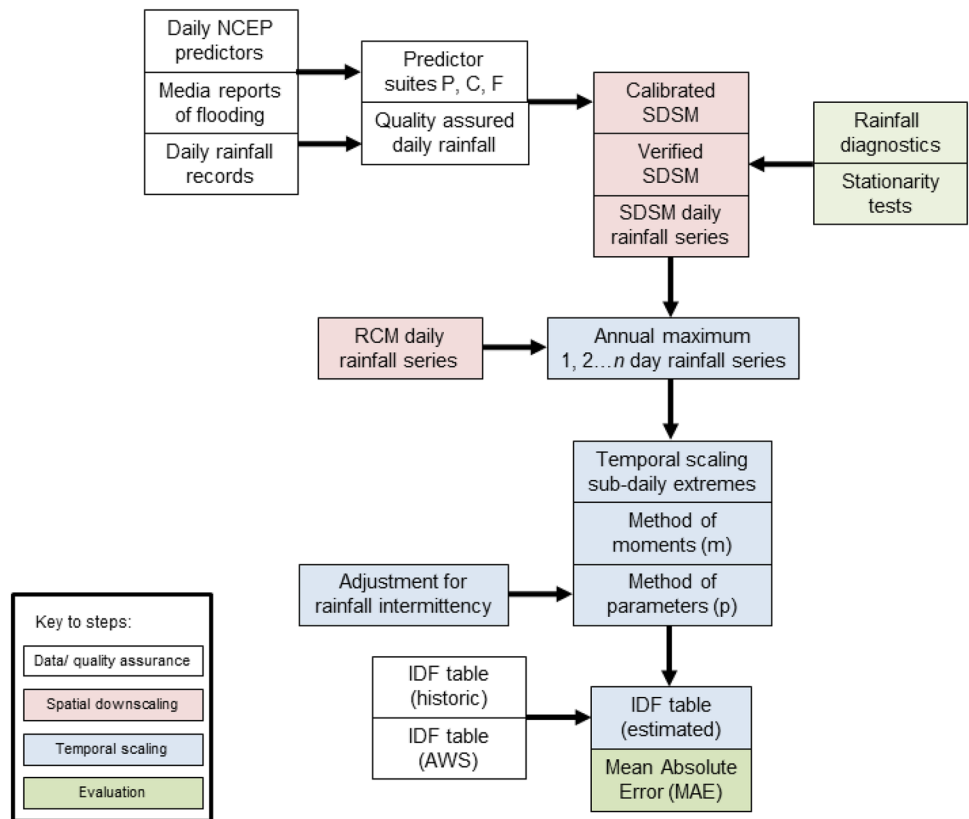 Daily NCEP
predictors
Media reports
of flooding
Daily rainfall
records
Predictor
suites P, C, F
Quality assured
daily rainfall
Calibrated
SDSM
Verified
SDSM
SDSM daily
rainfall series
Rainfall
diagnostics
Stationarity
tests
RCM daily
rainfall series
Annual maximum
1, 2...n day rainfall series
Temporal scaling
sub-daily extremes
Method of
moments (m)
Method of
parameters (p)
Adjustment for
rainfall intermittency
IDF table
(historic)
IDF table
(AWS)
IDF table
(estimated)
Mean Absolute
Error (MAE)
Key to steps:
Data/ quality assurance
Spatial downscaling
Temporal scaling
Evaluation